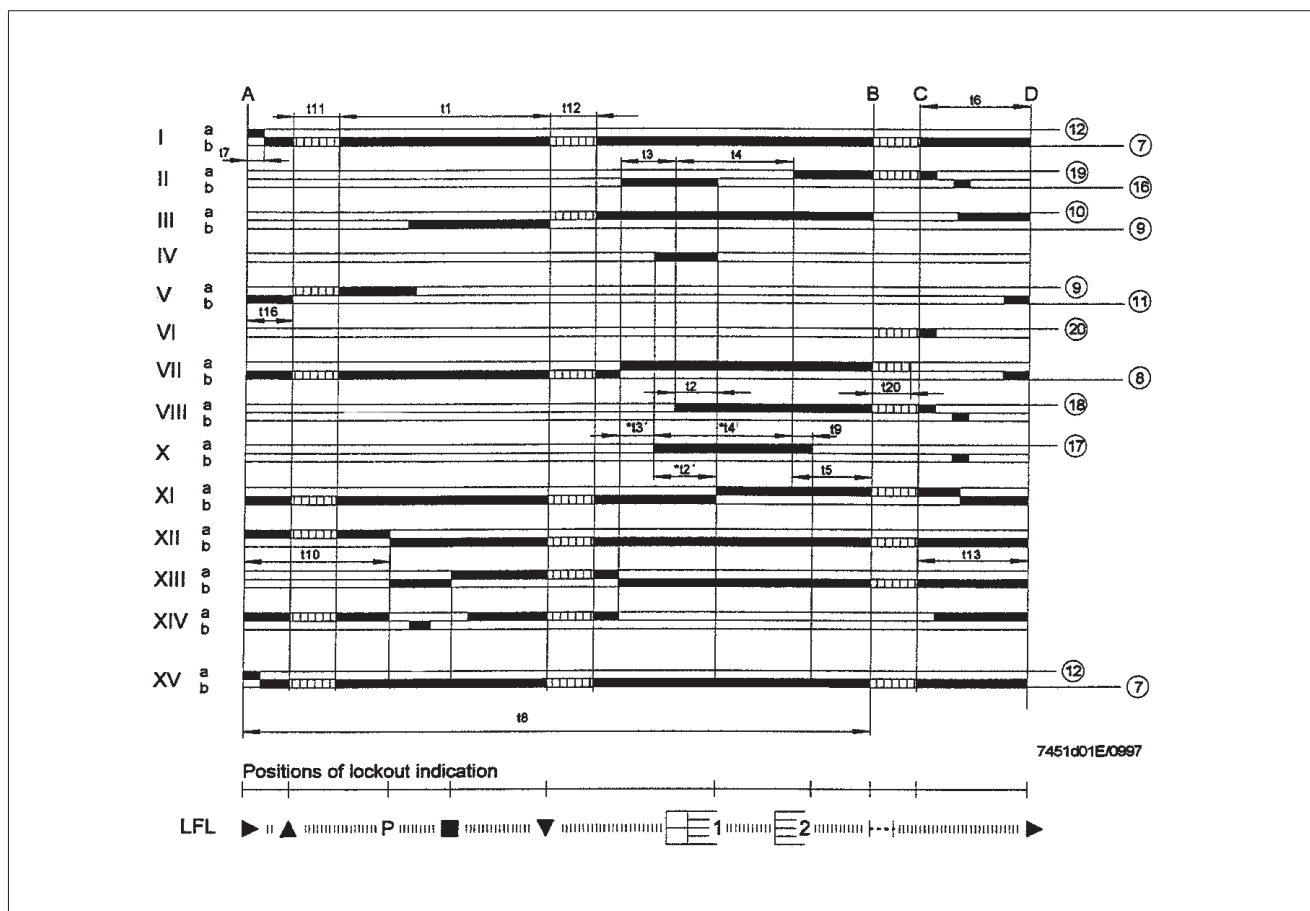 A B C D
t11 t1 t12 t6
I a 12
b 7
t7 t3 t4
II a 19
b 16
III a 10
b 9
IV
V a 9
b 11
t16
VI 20
VII a
b 8
t2 t20
VIII a 18
b
"t3' "t4' t9
X a 17
b
"t2' t5
XI a
b
XII a
b
t10 t13
XIII a
b
XIV a
b
XV a 12
b 7
t8
7451d01E/0997
Positions of lockout indication
LFL P 1 2